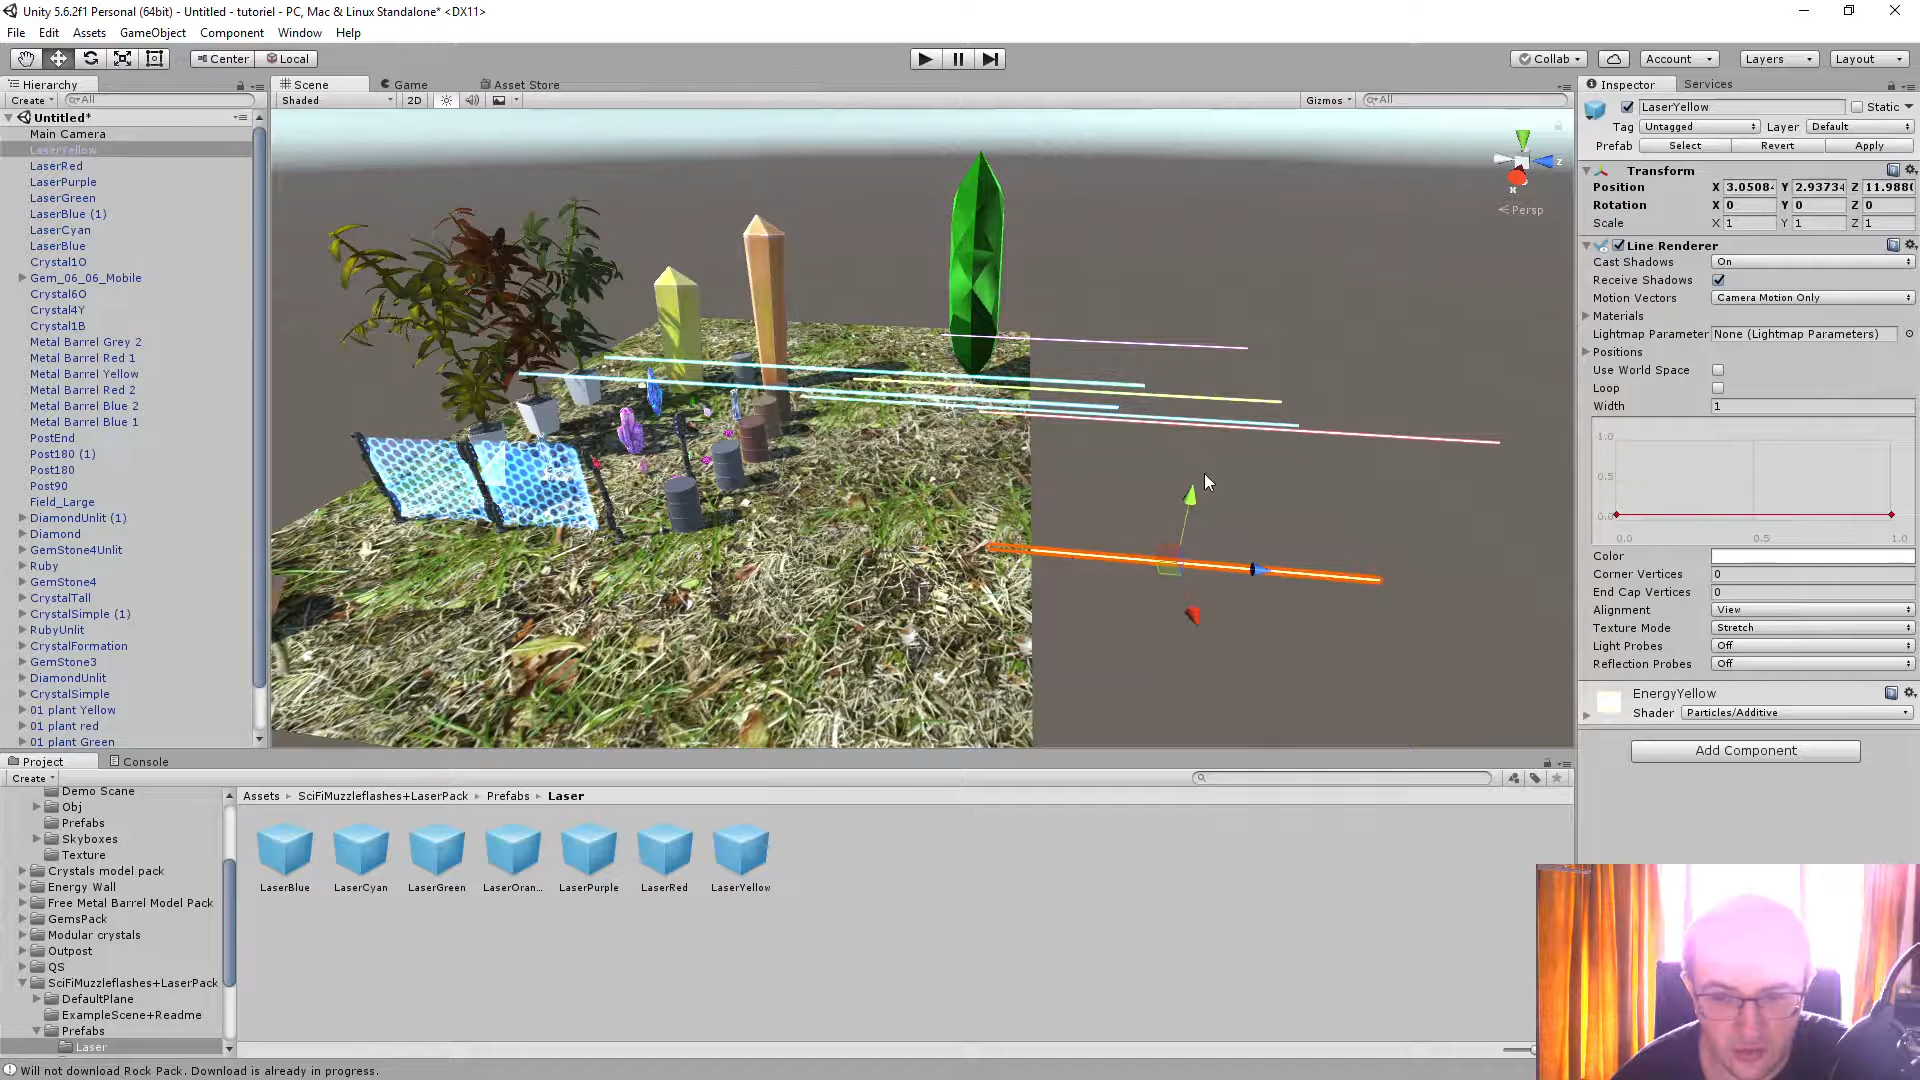 Unity 5.6.2f1 Personal (64bit) - Untitled - tutoriel - PC, Mac & Linux Standalone* <DX11>
File Edit Assets GameObject Component Window Help
Center Local
Collab Account Layers Layout
Hierarchy
Create All
Untitled*
Main Camera
LaserYellow
LaserRed
LaserPurple
LaserGreen
LaserBlue (1)
LaserCyan
LaserBlue
Crystal1O
Gem_06_06_Mobile
Crystal6O
Crystal4Y
Crystal1B
Metal Barrel Grey 2
Metal Barrel Red 1
Metal Barrel Yellow
Metal Barrel Red 2
Metal Barrel Blue 2
Metal Barrel Blue 1
PostEnd
Post180 (1)
Post180
Post90
Field_Large
DiamondUnlit (1)
Diamond
GemStone4Unlit
Ruby
GemStone4
CrystalTall
CrystalSimple (1)
RubyUnlit
CrystalFormation
GemStone3
DiamondUnlit
CrystalSimple
01 plant Yellow
01 plant red
01 plant Green
Scene Game Asset Store
Shaded 2D Gizmos All
z
x
Persp
Inspector Services
LaserYellow Static
Tag Untagged Layer Default
Prefab Select Revert Apply
Transform
Position X 3.0508 Y 2.9373 Z 11.988
Rotation X 0 Y 0 Z 0
Scale X 1 Y 1 Z 1
Line Renderer
Cast Shadows On
Receive Shadows
Motion Vectors Camera Motion Only
Materials
Lightmap Parameter None (Lightmap Parameters)
Positions
Use World Space
Loop
Width 1
1.0
0.5
0.0
0.0 0.5 1.0
Color
Corner Vertices 0
End Cap Vertices 0
Alignment View
Texture Mode Stretch
Light Probes Off
Reflection Probes Off
EnergyYellow
Shader Particles/Additive
Add Component
Project Console
Create
Demo Scane
Obj
Prefabs
Skyboxes
Texture
Crystals model pack
Energy Wall
Free Metal Barrel Model Pack
GemsPack
Modular crystals
Outpost
QS
SciFiMuzzleflashes+LaserPack
DefaultPlane
ExampleScene+Readme
Prefabs
Laser
Assets SciFiMuzzleflashes+LaserPack Prefabs Laser
LaserBlue LaserCyan LaserGreen LaserOran... LaserPurple LaserRed LaserYellow
Will not download Rock Pack. Download is already in progress.